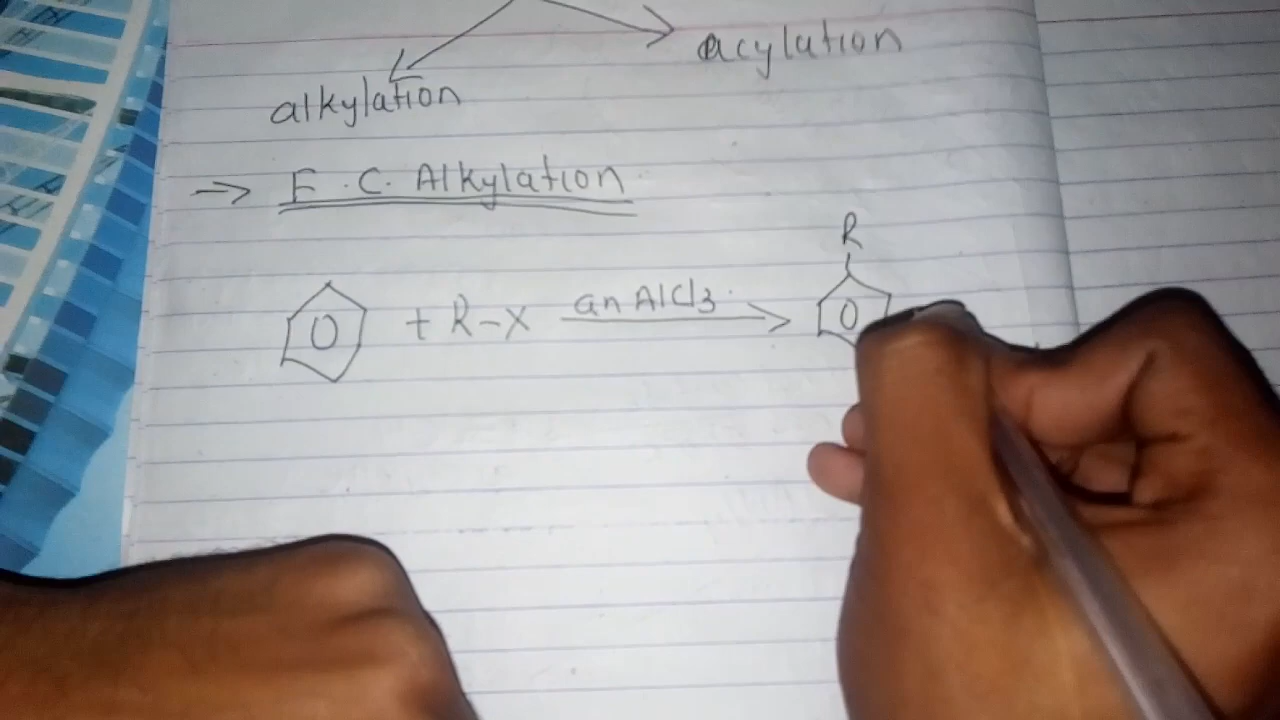 acylation
alkylation
→ F.C. Alkylation
+ R-X an AlCl3 →
R